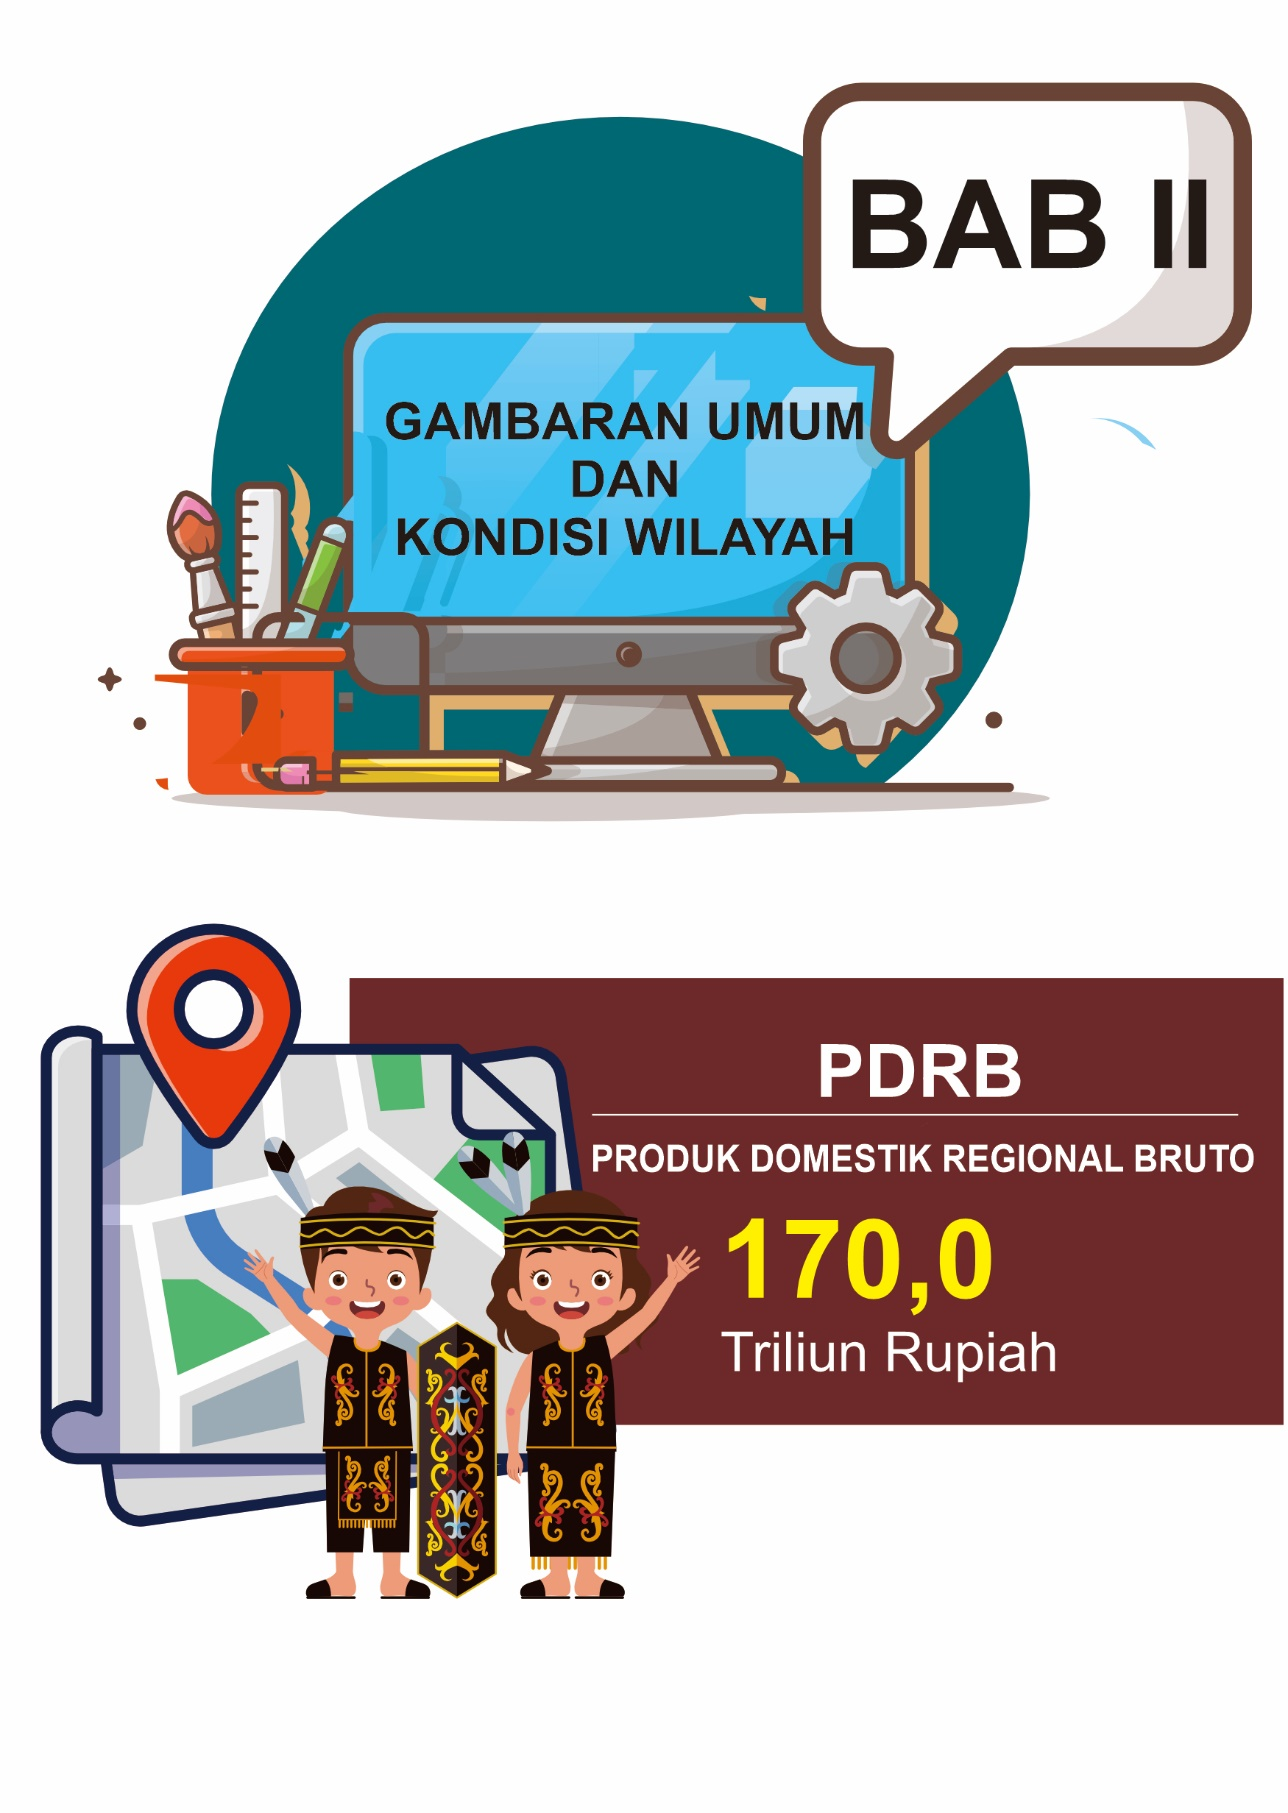 BAB II
GAMBARAN UMUM
DAN
KONDISI WILAYAH
PDRB
PRODUK DOMESTIK REGIONAL BRUTO
170,0
Triliun Rupiah